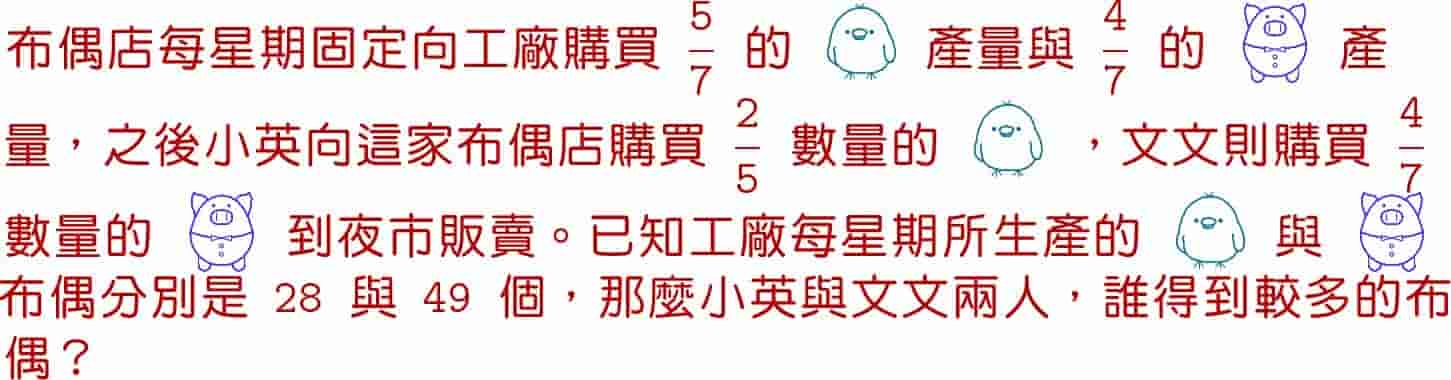 布偶店每星期固定向工廠購買 5/7 的 產量與 4/7 的 產
量，之後小英向這家布偶店購買 2/5 數量的 ，文文則購買 4/7
數量的 到夜市販賣。已知工廠每星期所生產的 與
布偶分別是 28 與 49 個，那麼小英與文文兩人，誰得到較多的布
偶？